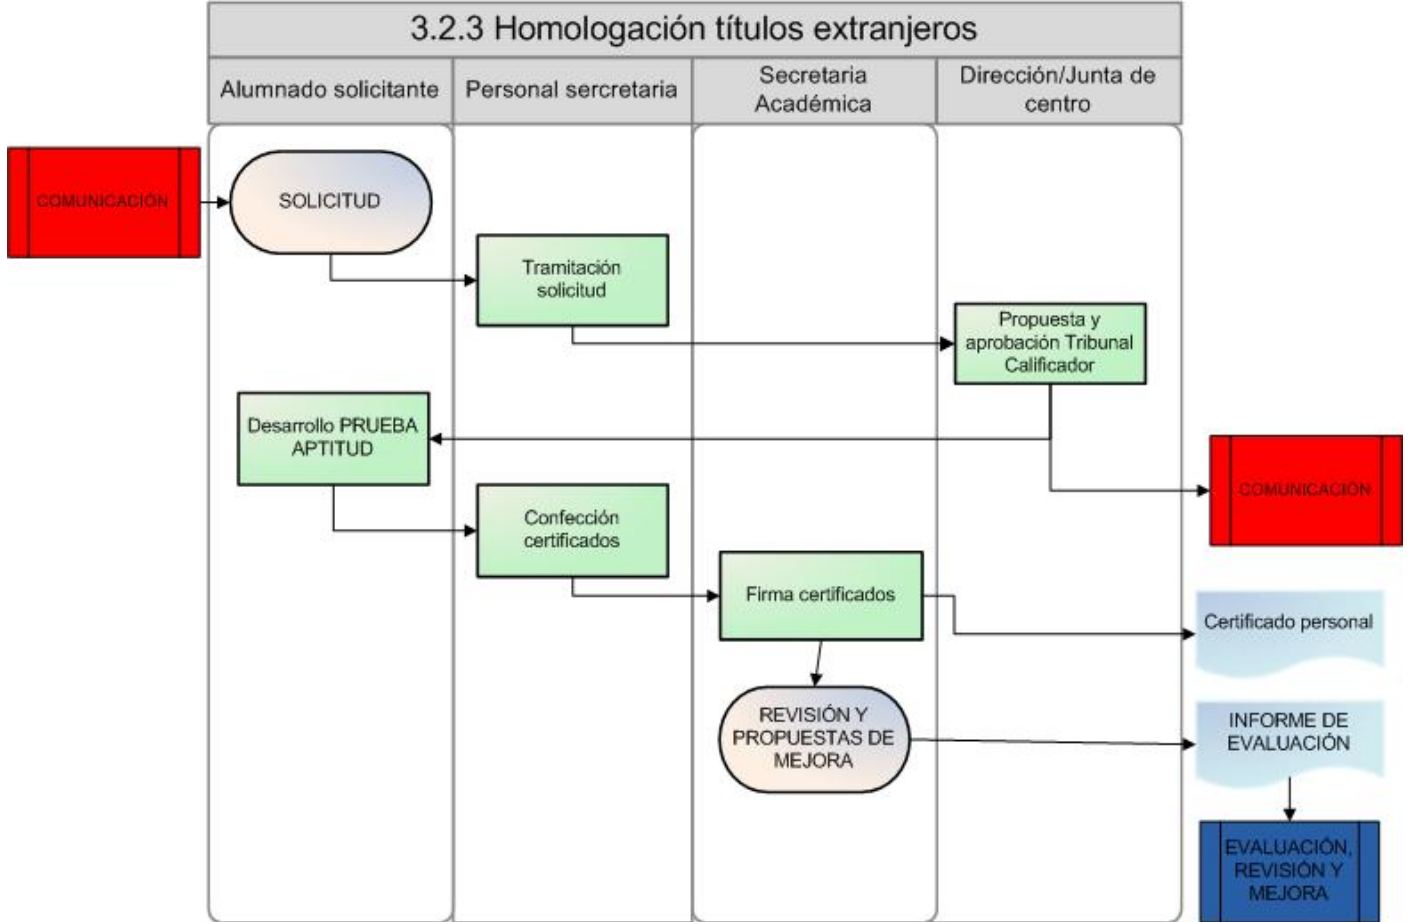 3.2.3 Homologación títulos extranjeros
Alumnado solicitante
Personal sercretaria
Secretaria
Académica
Dirección/Junta de
centro
COMUNICACIÓN
SOLICITUD
Tramitación
solicitud
Propuesta y
aprobación Tribunal
Calificador
Desarrollo PRUEBA
APTITUD
COMUNICACIÓN
Confección
certificados
Firma certificados
Certificado personal
REVISIÓN Y
PROPUESTAS DE
MEJORA
INFORME DE
EVALUACIÓN
EVALUACIÓN,
REVISIÓN Y
MEJORA